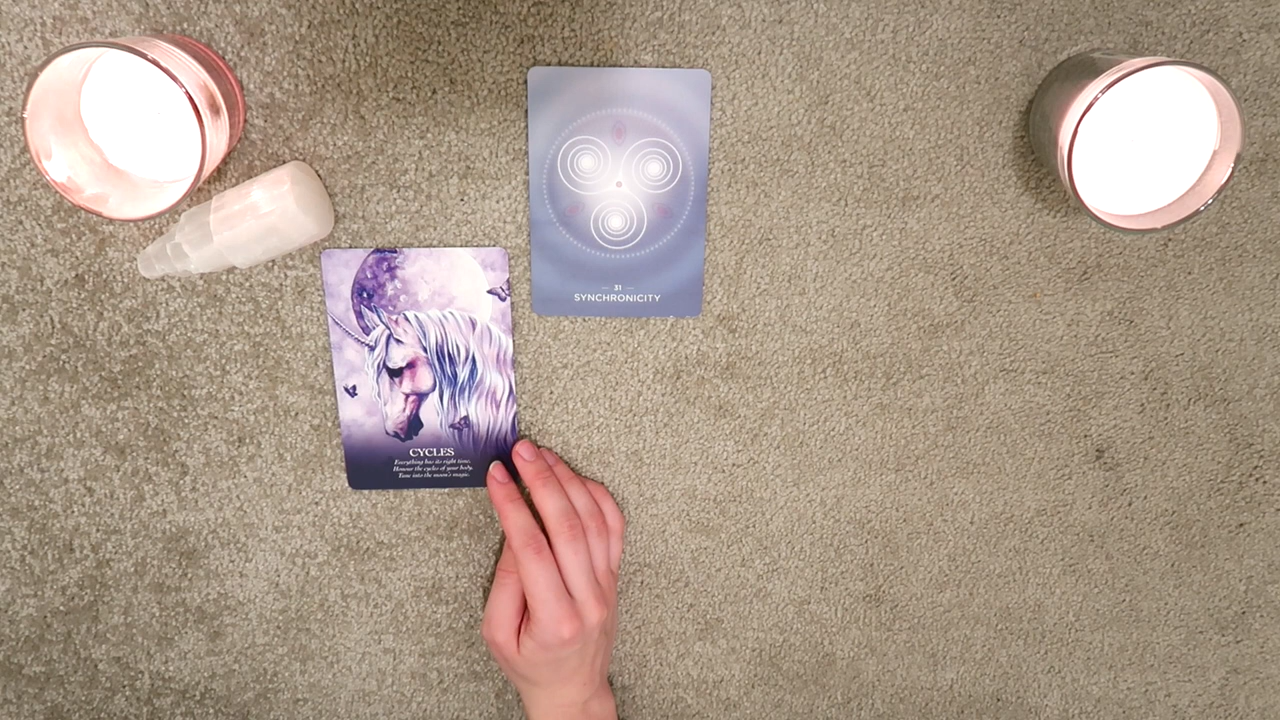 — 31 —
SYNCHRONICITY
CYCLES
Everything has its right time.
Honour the cycles of your body.
Tune into the moon's magic.